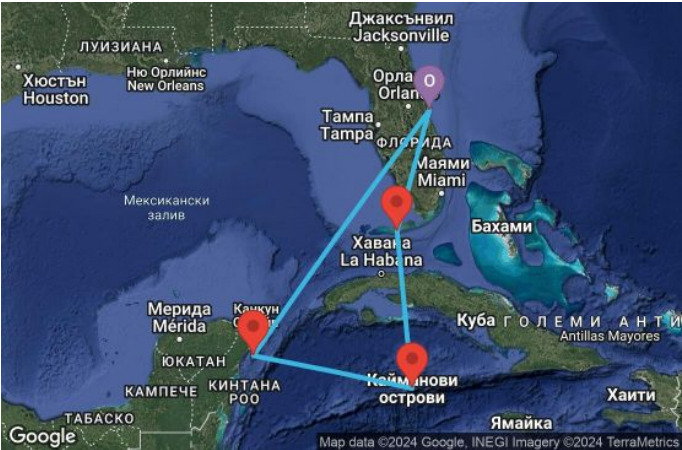 Джаксънвил
Jacksonville
ЛУИЗИАНА
Хюстън
Houston
Ню Орлийнс
New Orleans
O
Тампа
Tampa
ФЛОРИДА
Маями
Miami
Мексикански
залив
Бахами
Хавана
La Habana
Мерида
Mérida
Канкун
Куба
ГОЛЕМИ АНТИ
Antillas Mayores
ЮКАТАН
Кайманови
острови
КАМПЕЧЕ
КИНТАНА
РОО
Хаити
ТАБАСКО
Ямайка
Google
Map data ©2024 Google, INEGI Imagery ©2024 TerraMetrics